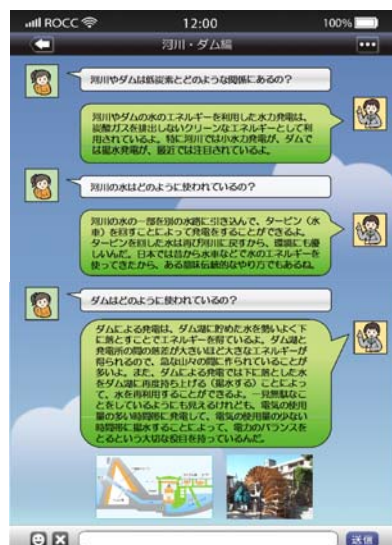 ROCC
12:00
100%
河川・ダム編
河川やダムは低炭素とどのような関係にあるの？
河川やダムの水のエネルギーを利用した水力発電は、
炭酸ガスを排出しないクリーンなエネルギーとして利
用されているよ。特に河川では小水力発電が、ダムで
は揚水発電が、最近では注目されているよ。
河川の水はどのように使われているの？
河川の水の一部を別の水路に引き込んで、タービン（水
車）を回すことによって発電をすることができるよ。
タービンを回した水は再び河川に戻すから、環境にも優
しいんだ。日本では昔から水車などで水のエネルギーを
使ってきたから、ある意味伝統的なやり方でもあるね。
ダムはどのように使われているの？
ダムによる発電は、ダム湖に貯めた水を勢いよく下
に落とすことでエネルギーを得ているよ。ダム湖と
発電所の間の落差が大きいほど大きなエネルギーが
得られるので、急な山々の間に作られていることが
多いよ。また、ダムによる発電では下に落とした水
をダム湖に再度持ち上げる（揚水する）ことによっ
て、水を再利用することができるよ。一見無駄なこ
とをしているようにも見えるけれども、電気の使用
量の多い時間帯に発電して、電気の使用量の少ない
時間帯に揚水することによって、電力のバランスを
とるという大切な役目を持っているんだ。
送信